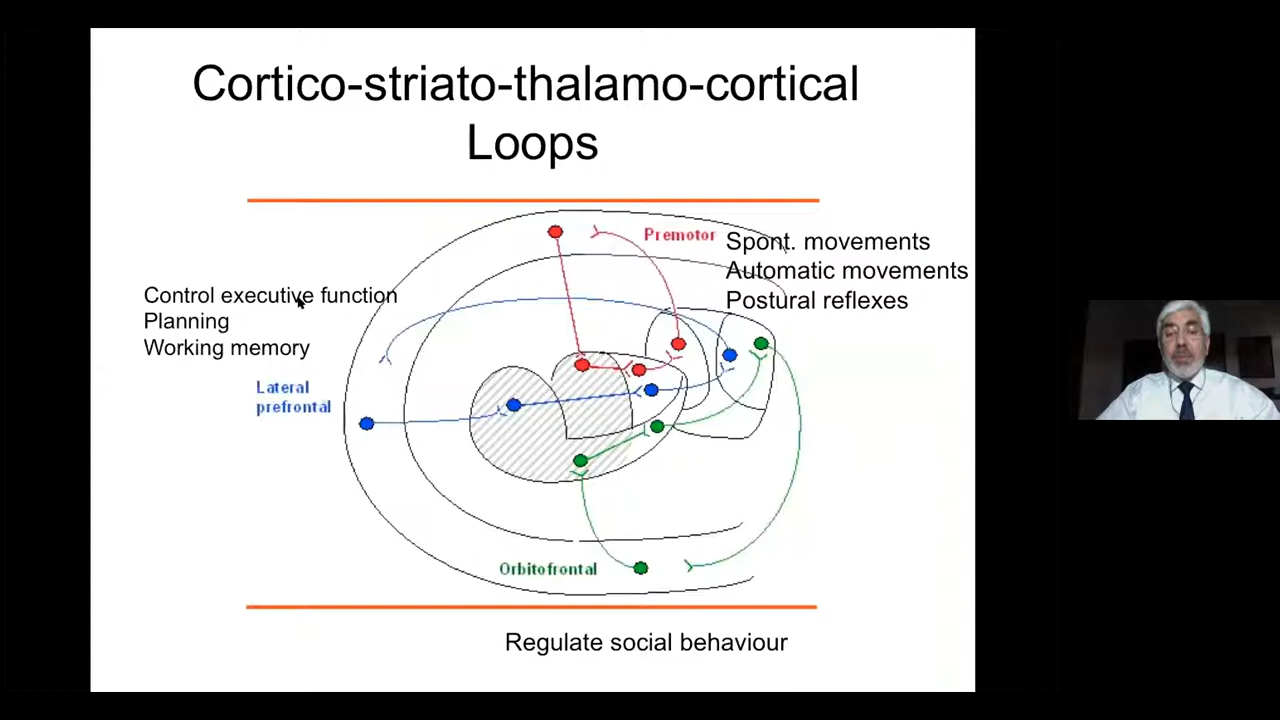 Cortico-striato-thalamo-cortical
Loops
Premotor
Spont. movements
Automatic movements
Postural reflexes
Control executive function
Planning
Working memory
Lateral
prefrontal
Orbitofrontal
Regulate social behaviour